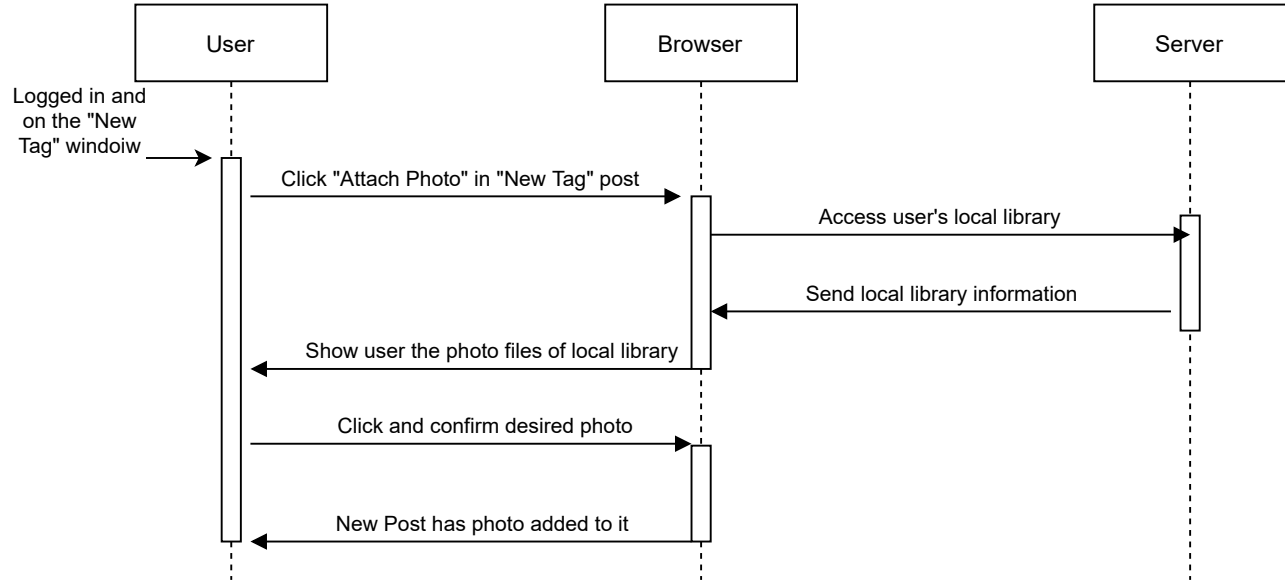 User
Browser
Server
Logged in and
on the "New
Tag" windoiw
Click "Attach Photo" in "New Tag" post
Access user's local library
Send local library information
Show user the photo files of local library
Click and confirm desired photo
New Post has photo added to it